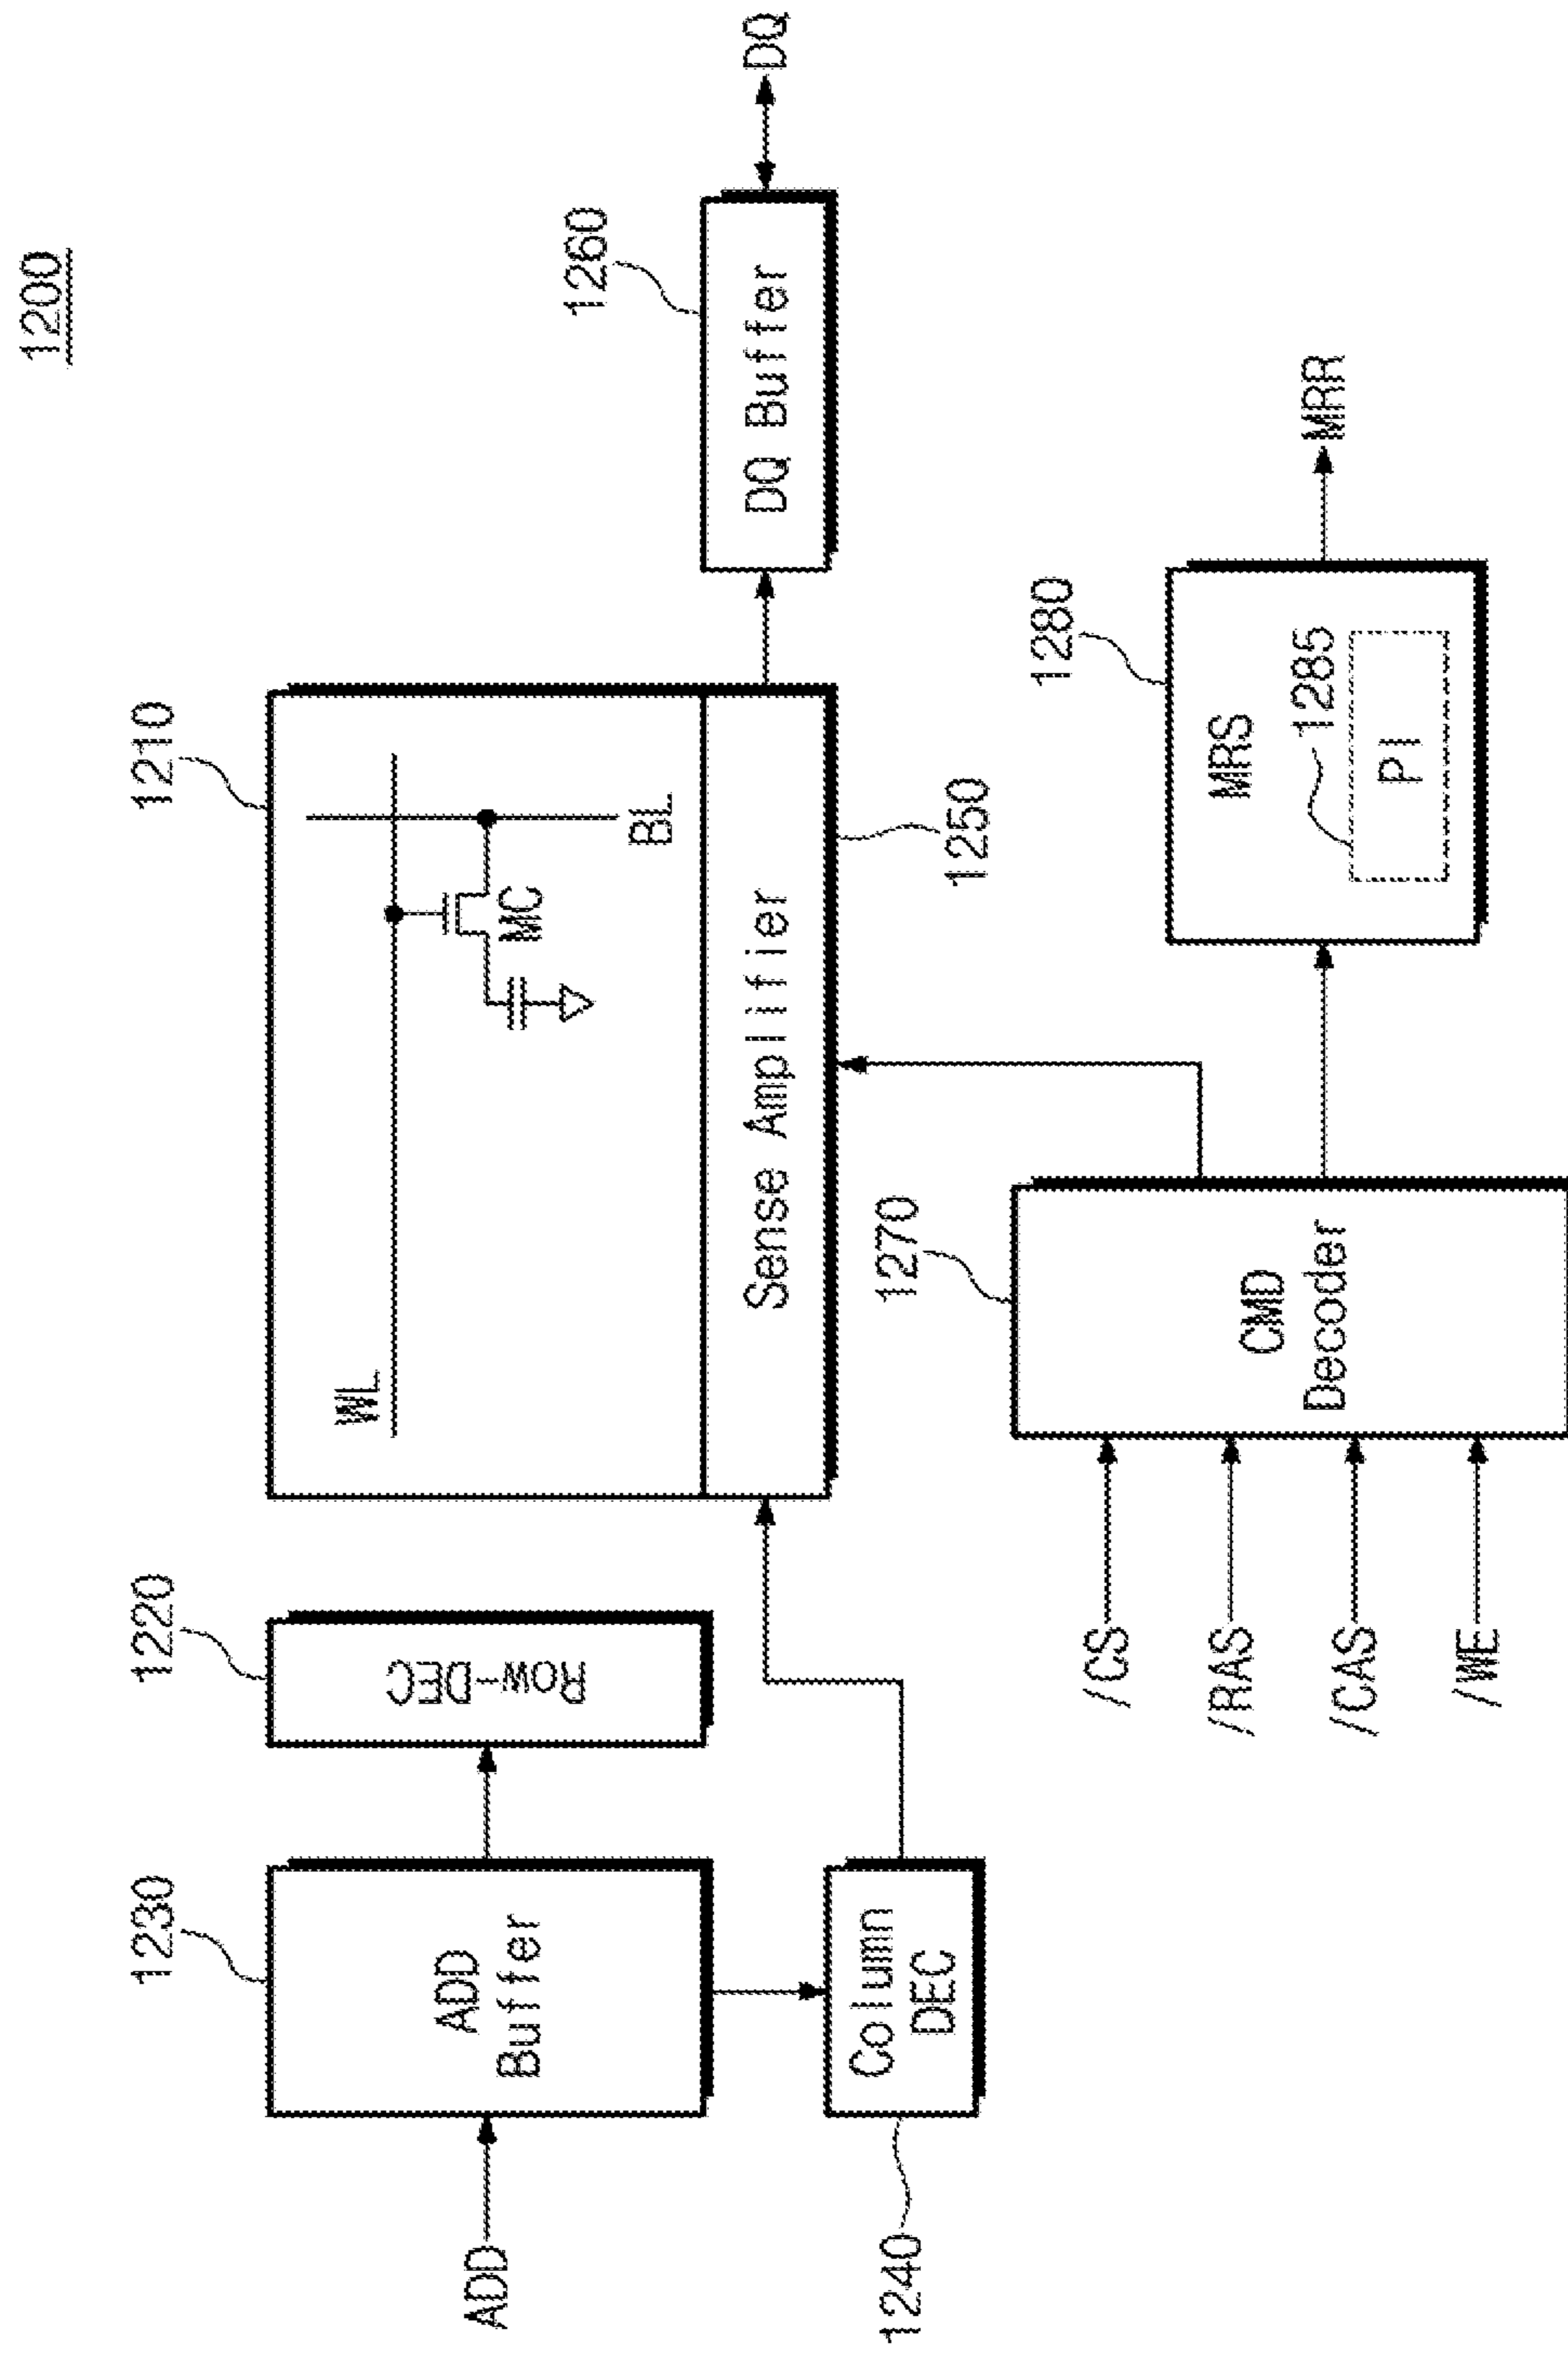 1200
1210
1220
1230
WL
MC
BL
Row-DEC
ADD
Buffer
ADD
1260
Sense Amplifier
DQ Buffer
DQ
Column
DEC
1240
1250
1270
1280
/CS
/RAS
/CAS
/WE
CMD
Decoder
MRS
1285
PI
MRR